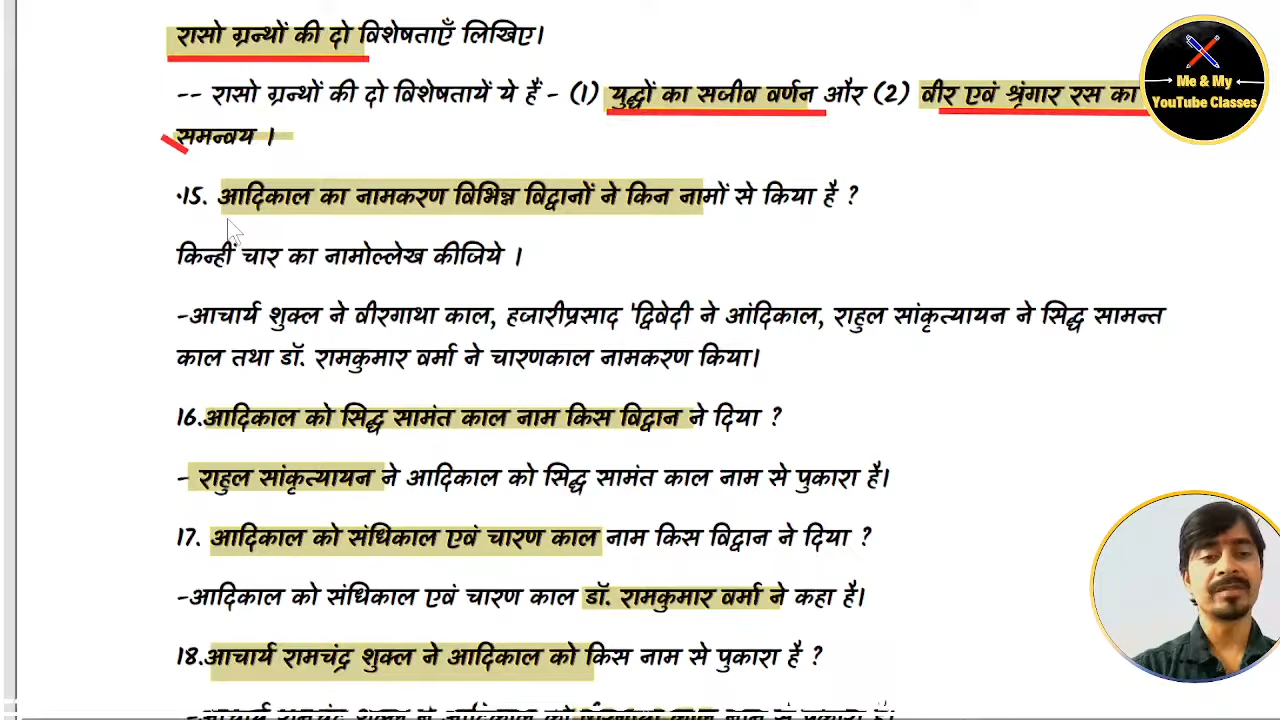 रासो ग्रन्थों की दो विशेषताएँ लिखिए।
-- रासो ग्रन्थों की दो विशेषतायें ये हैं - (1) युद्धों का सजीव वर्णन और (2) वीर एवं श्रृंगार रस का
समन्वय ।
Me & My
YouTube Classes
·15. आदिकाल का नामकरण विभिन्न विद्वानों ने किन नामों से किया है ?
किन्हीं चार का नामोल्लेख कीजिये ।
-आचार्य शुक्ल ने वीरगाथा काल, हजारीप्रसाद 'द्विवेदी ने आंदिकाल, राहुल सांकृत्यायन ने सिद्ध सामन्त
काल तथा डॉ. रामकुमार वर्मा ने चारणकाल नामकरण किया।
16.आदिकाल को सिद्ध सामंत काल नाम किस विद्वान ने दिया ?
- राहुल सांकृत्यायन ने आदिकाल को सिद्ध सामंत काल नाम से पुकारा है।
17. आदिकाल को संधिकाल एवं चारण काल नाम किस विद्वान ने दिया ?
-आदिकाल को संधिकाल एवं चारण काल डॉ. रामकुमार वर्मा ने कहा है।
18.आचार्य रामचंद्र शुक्ल ने आदिकाल को किस नाम से पुकारा है ?